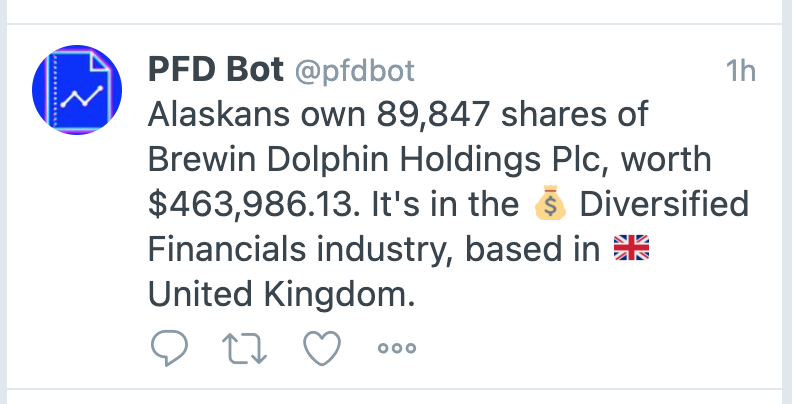 PFD Bot @pfdbot 1h
Alaskans own 89,847 shares of
Brewin Dolphin Holdings Plc, worth
$463,986.13. It's in the 💰 Diversified
Financials industry, based in 🇬🇧
United Kingdom.